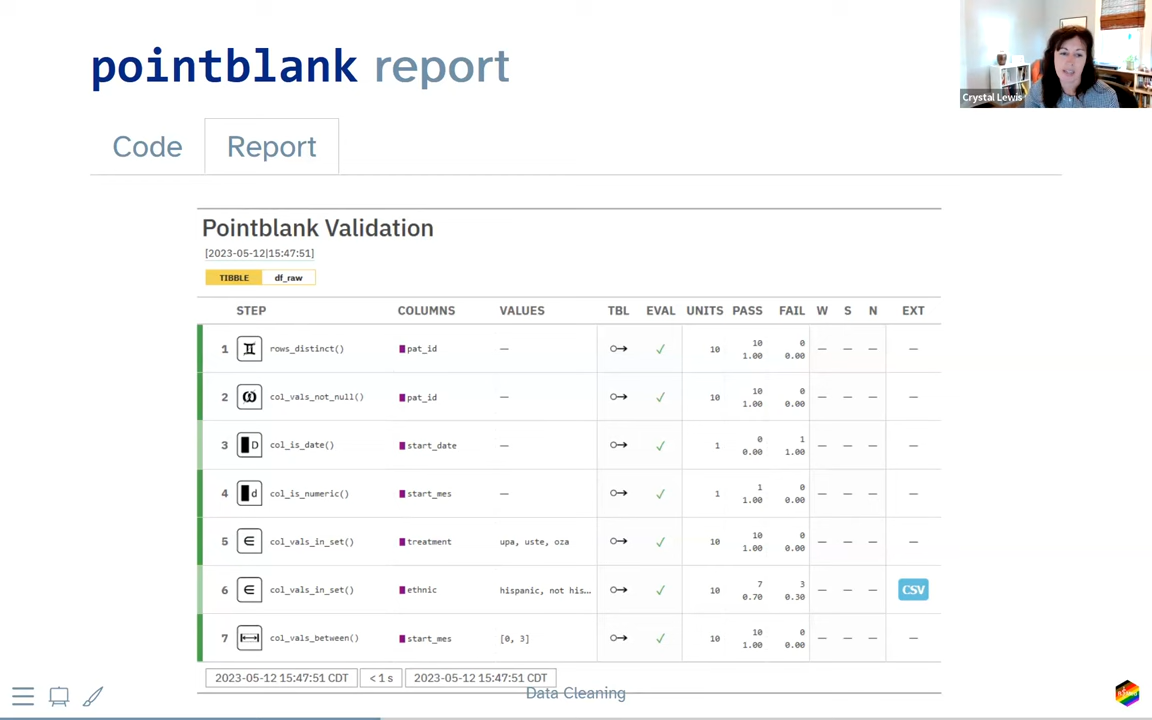 pointblank report
Crystal Lewis
Code Report
Pointblank Validation
[2023-05-12|15:47:51]
TIBBLE df_raw
STEP COLUMNS VALUES TBL EVAL UNITS PASS FAIL W S N EXT
1 rows_distinct() pat_id — ✓ 10 10 1.00 0 0.00 — — — —
2 col_vals_not_null() pat_id — ✓ 10 10 1.00 0 0.00 — — — —
3 D col_is_date() start_date — ✓ 1 0 0.00 1 1.00 — — — —
4 d col_is_numeric() start_mes — ✓ 1 1 1.00 0 0.00 — — — —
5 ∈ col_vals_in_set() treatment upa, uste, oza ✓ 10 10 1.00 0 0.00 — — — —
6 ∈ col_vals_in_set() ethnic hispanic, not his… ✓ 10 7 0.70 3 0.30 — — — CSV
7 col_vals_between() start_mes [0, 3] ✓ 10 10 1.00 0 0.00 — — — —
2023-05-12 15:47:51 CDT < 1 s 2023-05-12 15:47:51 CDT
Data Cleaning